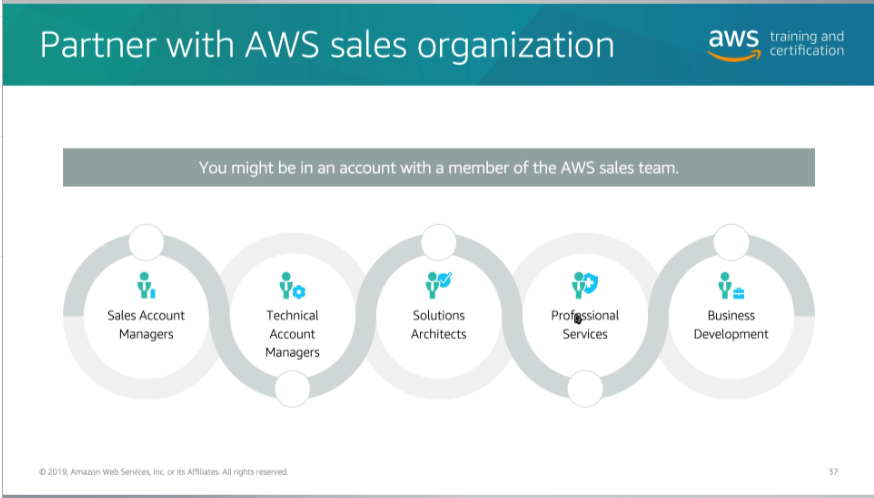 Partner with AWS sales organization
aws training and
certification
You might be in an account with a member of the AWS sales team.
Sales Account
Managers
Technical
Account
Managers
Solutions
Architects
Professional
Services
Business
Development
© 2019, Amazon Web Services, Inc. or its Affiliates. All rights reserved.
37